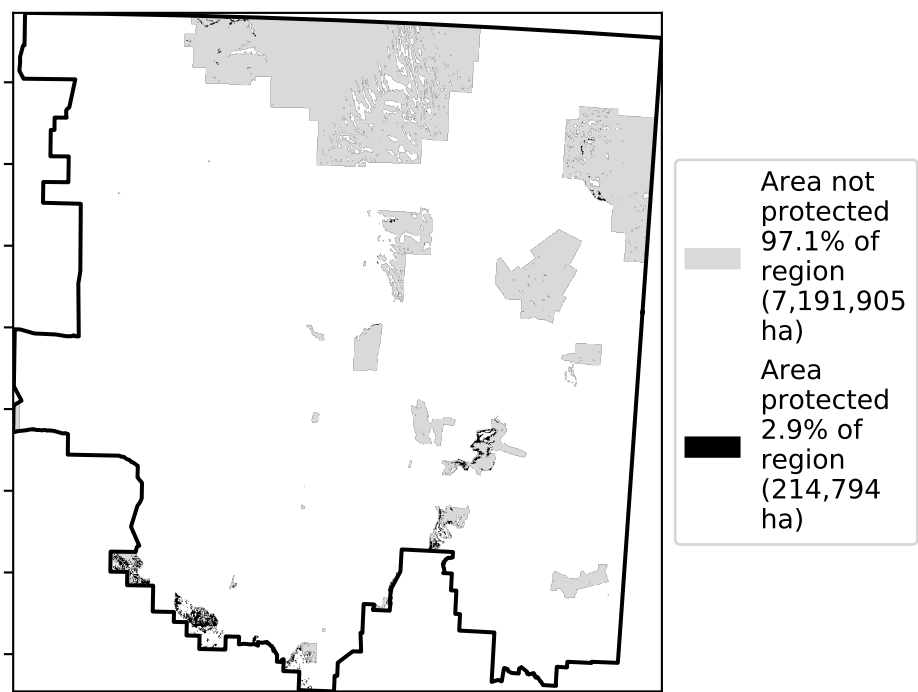 Area not
protected
97.1% of
region
(7,191,905
ha)
Area
protected
2.9% of
region
(214,794
ha)